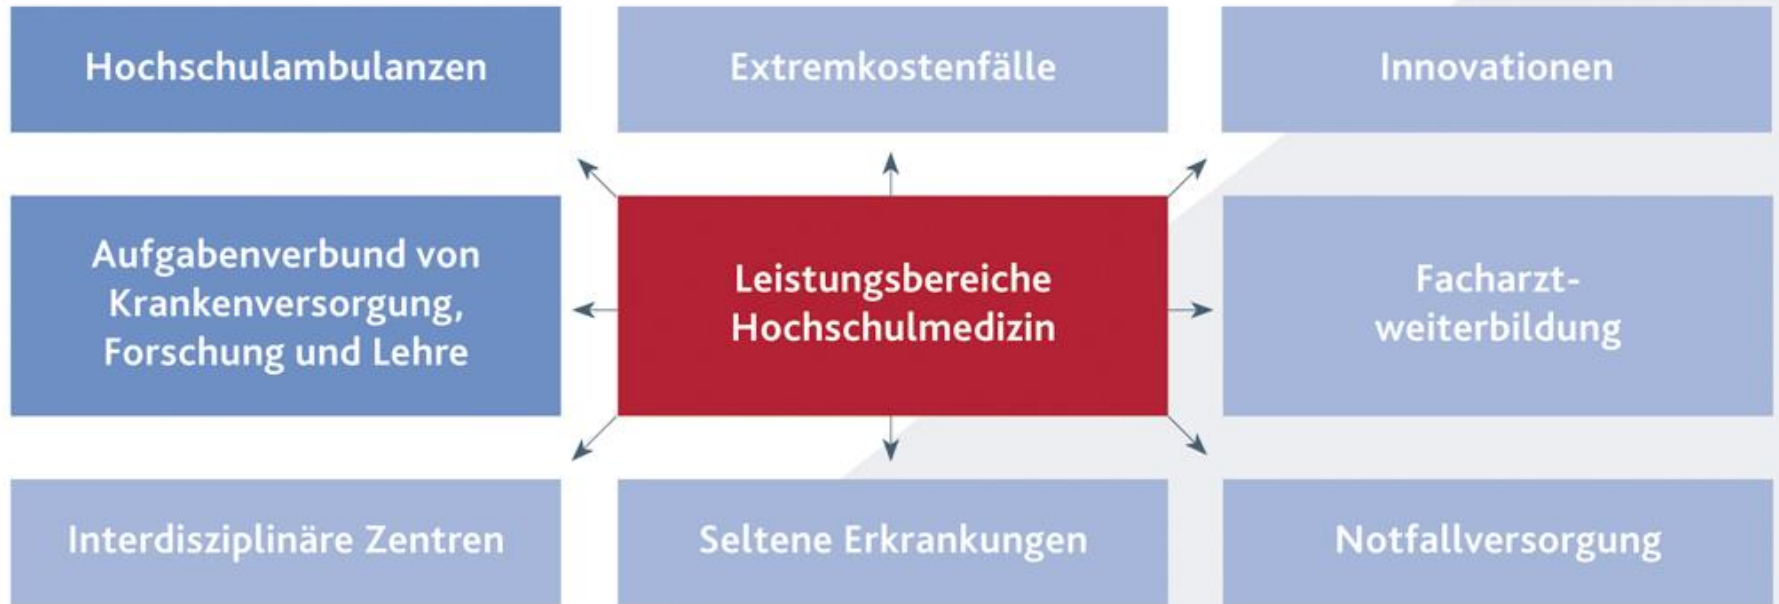 Hochschulambulanzen
Extremkostenfälle
Innovationen
Aufgabenverbund von
Krankenversorgung,
Forschung und Lehre
Leistungsbereiche
Hochschulmedizin
Facharzt-
weiterbildung
Interdisziplinäre Zentren
Seltene Erkrankungen
Notfallversorgung